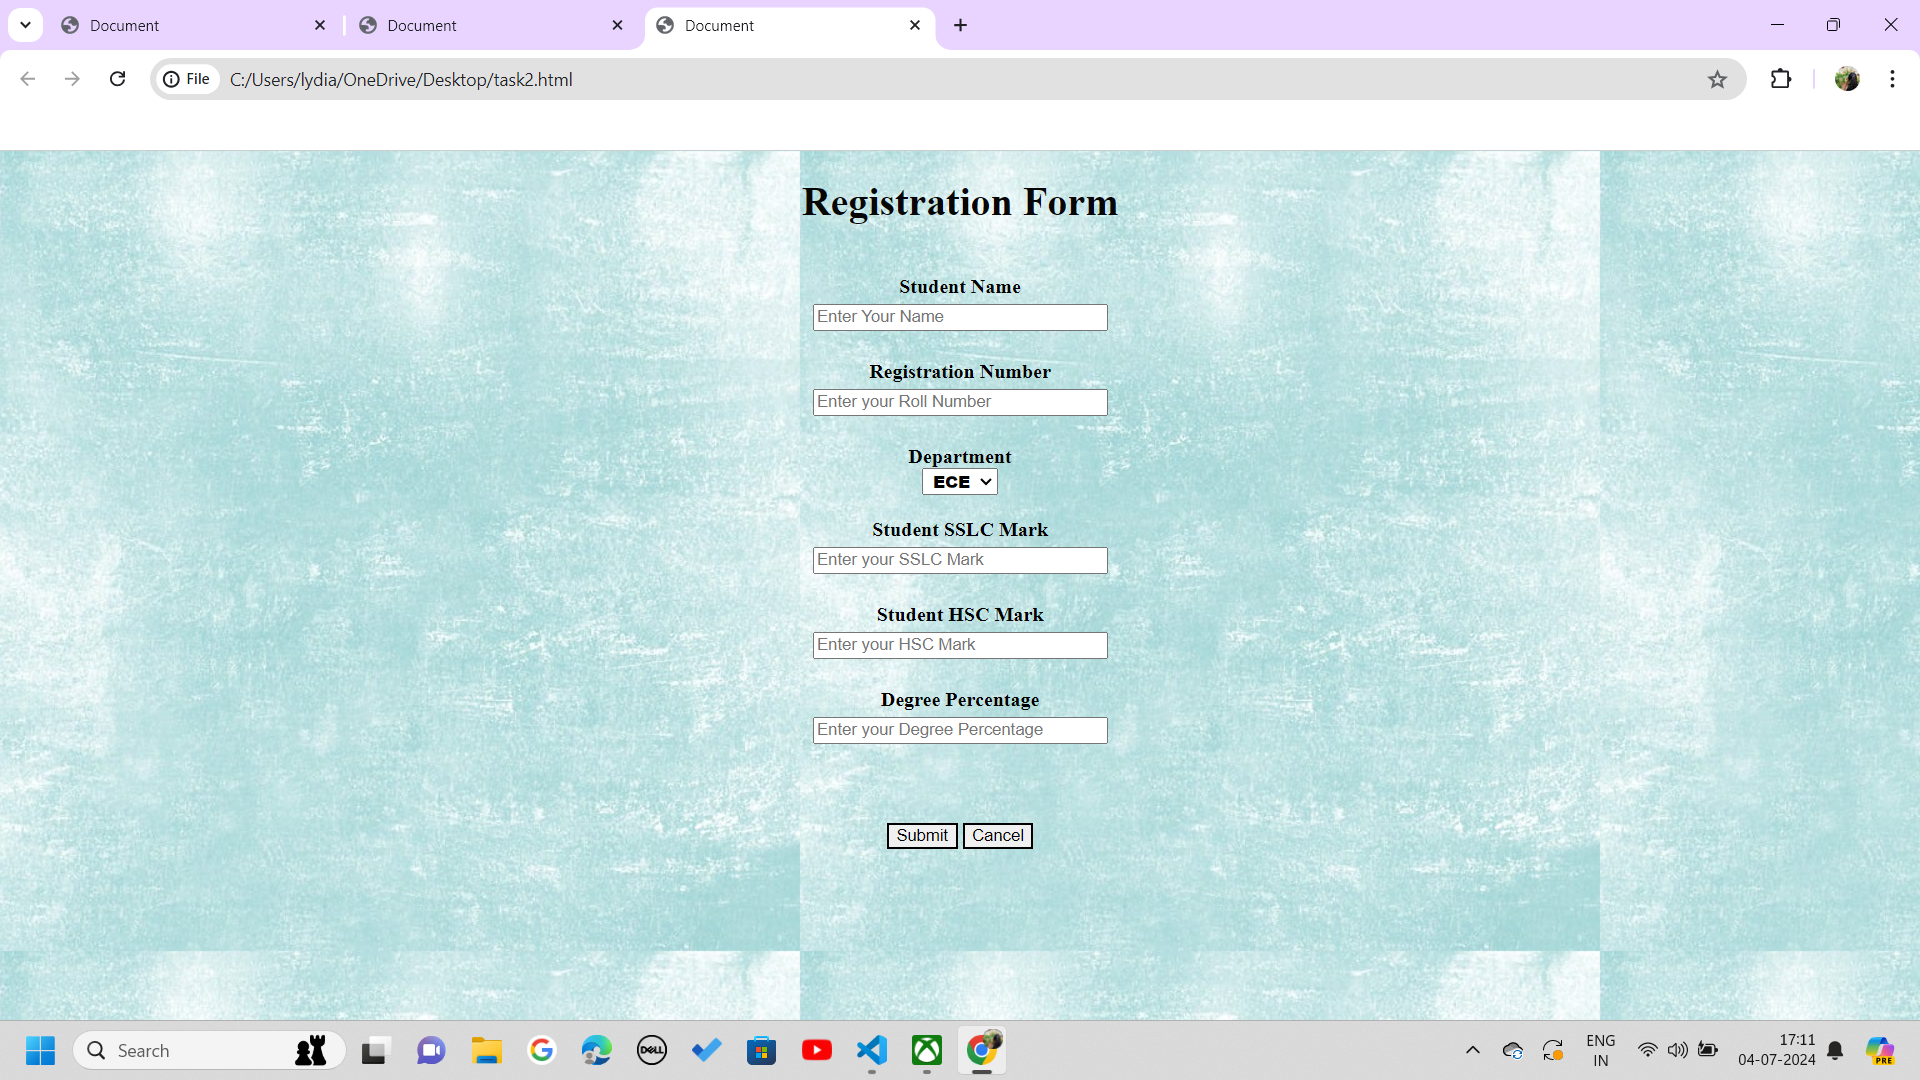 Document
Document
Document
File
C:/Users/lydia/OneDrive/Desktop/task2.html
Registration Form
Student Name
Enter Your Name
Registration Number
Enter your Roll Number
Department
ECE
Student SSLC Mark
Enter your SSLC Mark
Student HSC Mark
Enter your HSC Mark
Degree Percentage
Enter your Degree Percentage
Submit Cancel
Search
DELL
ENG
IN
17:11
04-07-2024
PRE